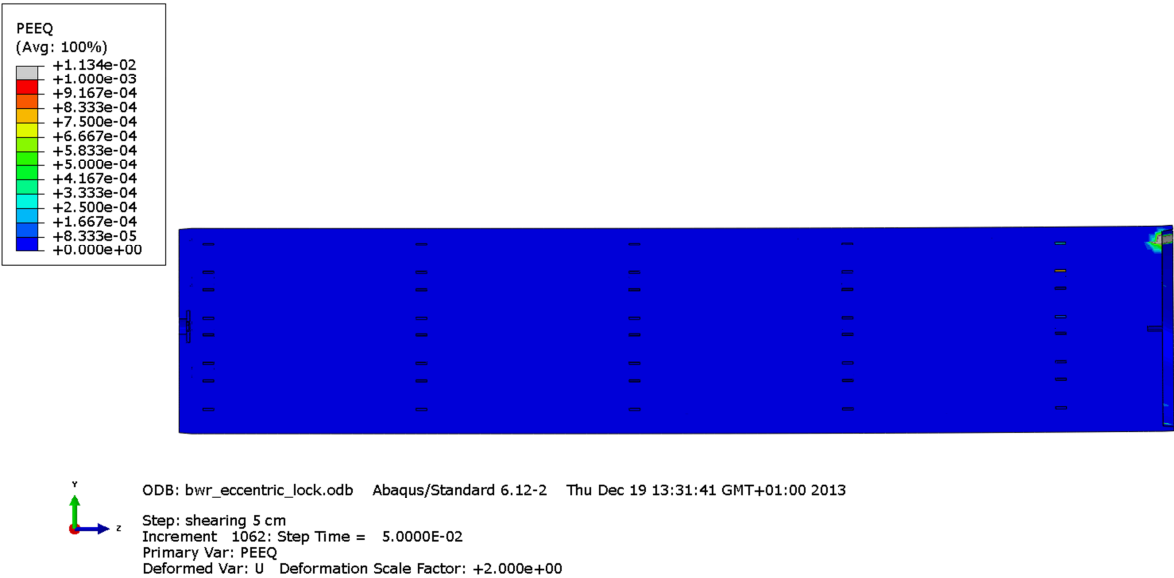 PEEQ
(Avg: 100%)
+1.134e-02
+1.000e-03
+9.167e-04
+8.333e-04
+7.500e-04
+6.667e-04
+5.833e-04
+5.000e-04
+4.167e-04
+3.333e-04
+2.500e-04
+1.667e-04
+8.333e-05
+0.000e+00
Y
Z
ODB: bwr_eccentric_lock.odb Abaqus/Standard 6.12-2 Thu Dec 19 13:31:41 GMT+01:00 2013
Step: shearing 5 cm
Increment 1062: Step Time = 5.0000E-02
Primary Var: PEEQ
Deformed Var: U Deformation Scale Factor: +2.000e+00